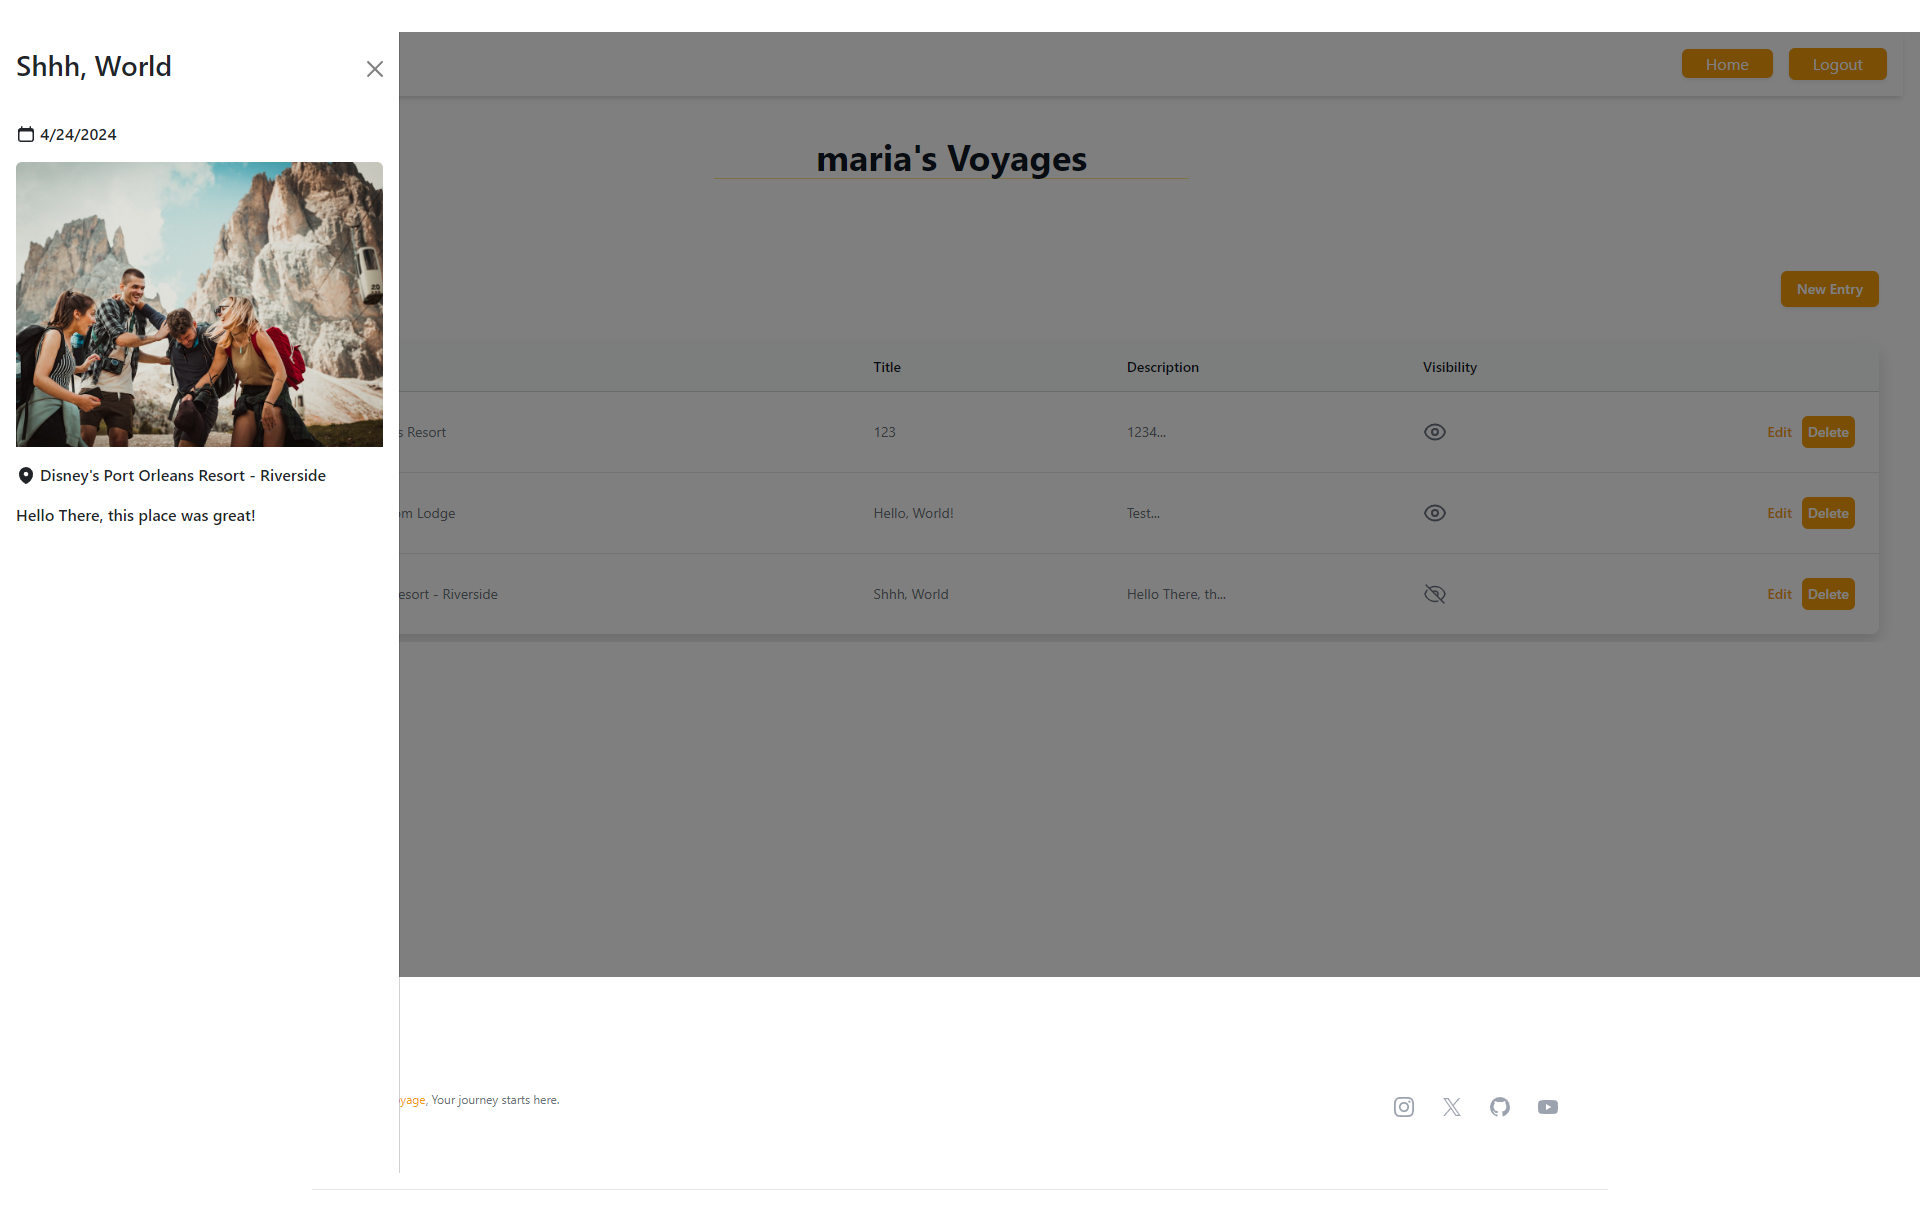 Shhh, World
4/24/2024
Disney's Port Orleans Resort - Riverside
Hello There, this place was great!
Home
Logout
maria's Voyages
New Entry
Title Description Visibility
s Resort 123 1234... Edit Delete
om Lodge Hello, World! Test... Edit Delete
esort - Riverside Shhh, World Hello There, th... Edit Delete
oyage, Your journey starts here.